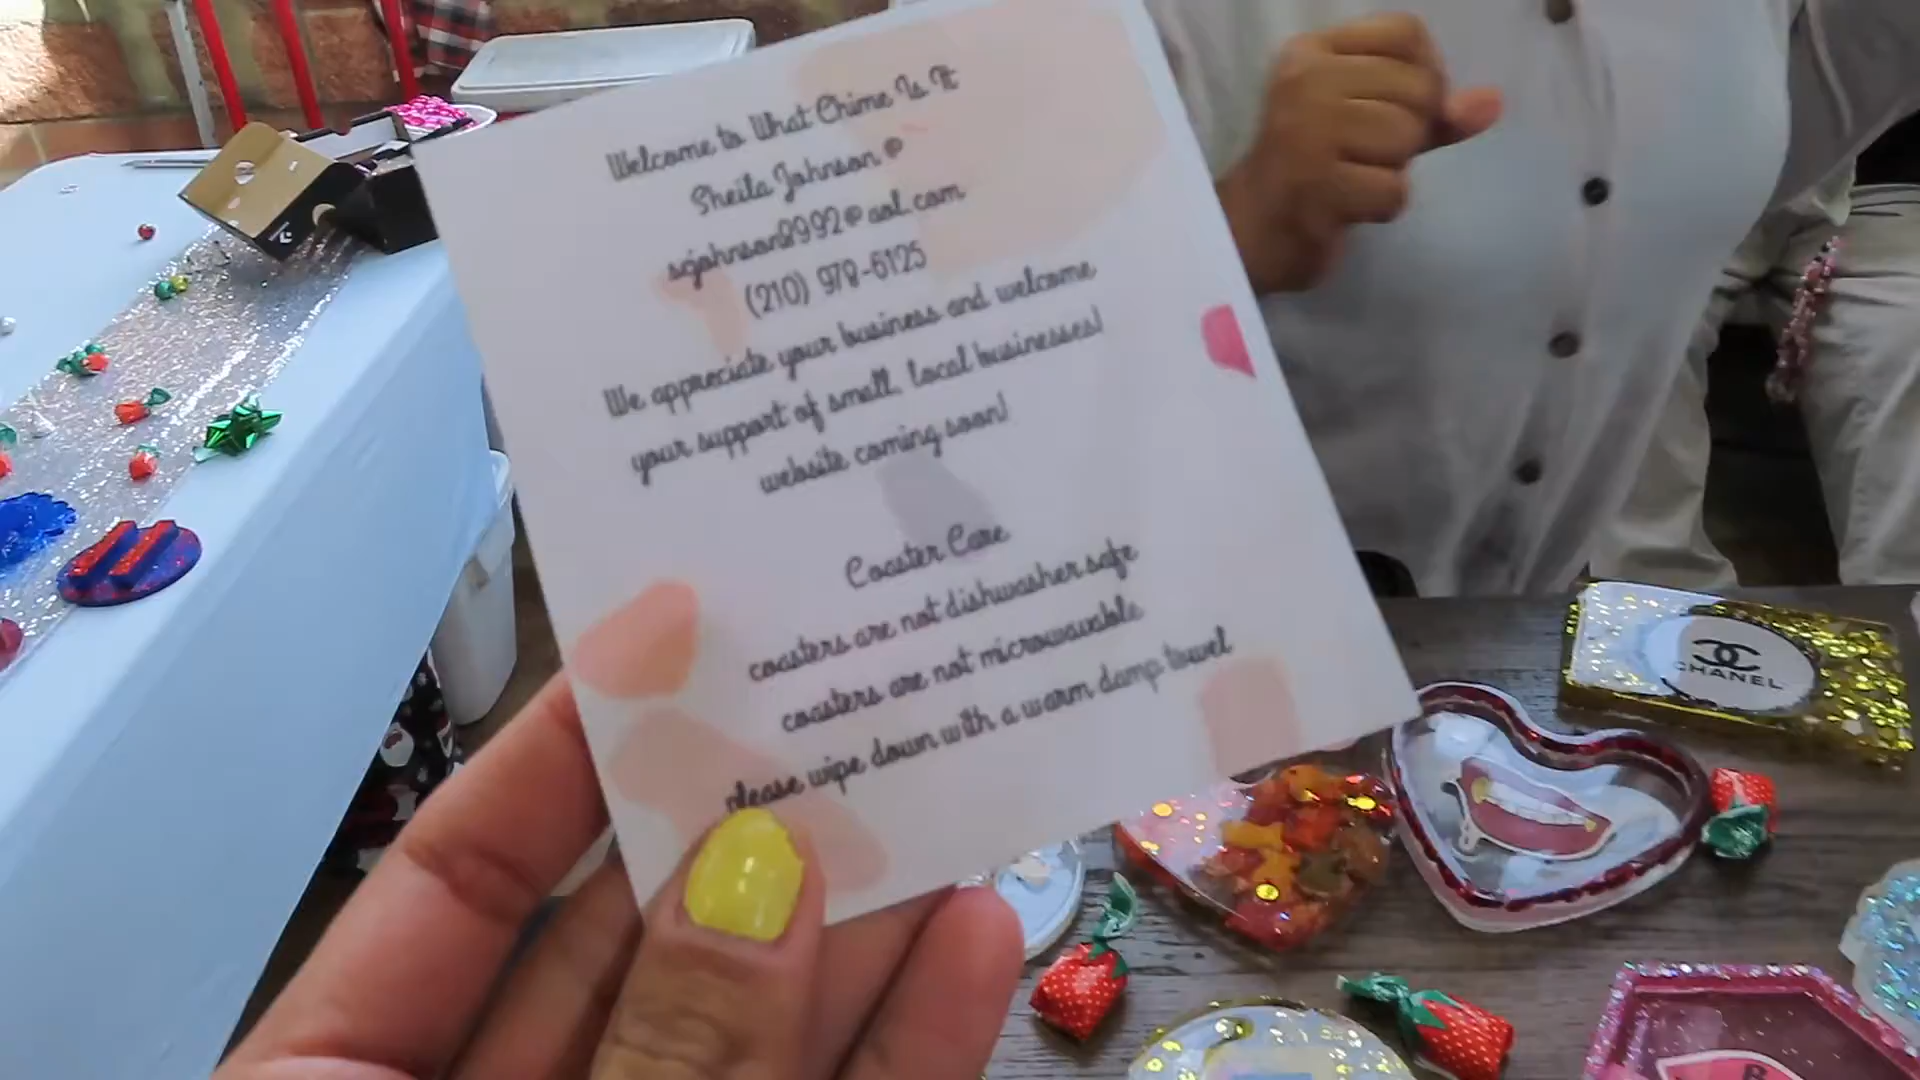 Welcome to What Chime Is It
Sheila Johnson @
sgjohnson8992@aol.com
(210) 978-6125
We appreciate your business and welcome
your support of small, local businesses!
website coming soon!
Coaster Care
coasters are not dishwasher safe
coasters are not microwavable
please wipe down with a warm damp towel
CHANEL